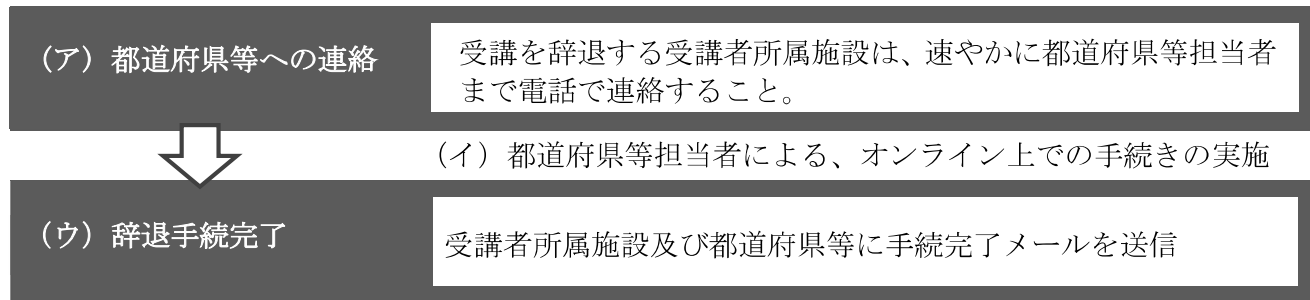 （ア）都道府県等への連絡
受講を辞退する受講者所属施設は、速やかに都道府県等担当者
まで電話で連絡すること。
（イ）都道府県等担当者による、オンライン上での手続きの実施
（ウ）辞退手続完了
受講者所属施設及び都道府県等に手続完了メールを送信